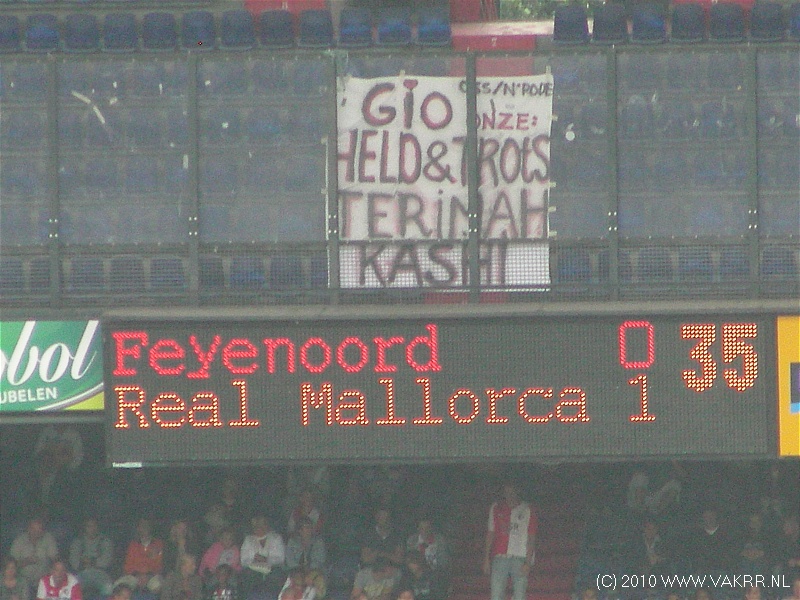 GIO OSS/N'RODE
ONZE:
HELD&TROTS
TERIMAH
KASHI
Feyenoord 0 35
Real Mallorca 1
obol
UBELEN
(C) 2010 WWW.VAKRR.NL